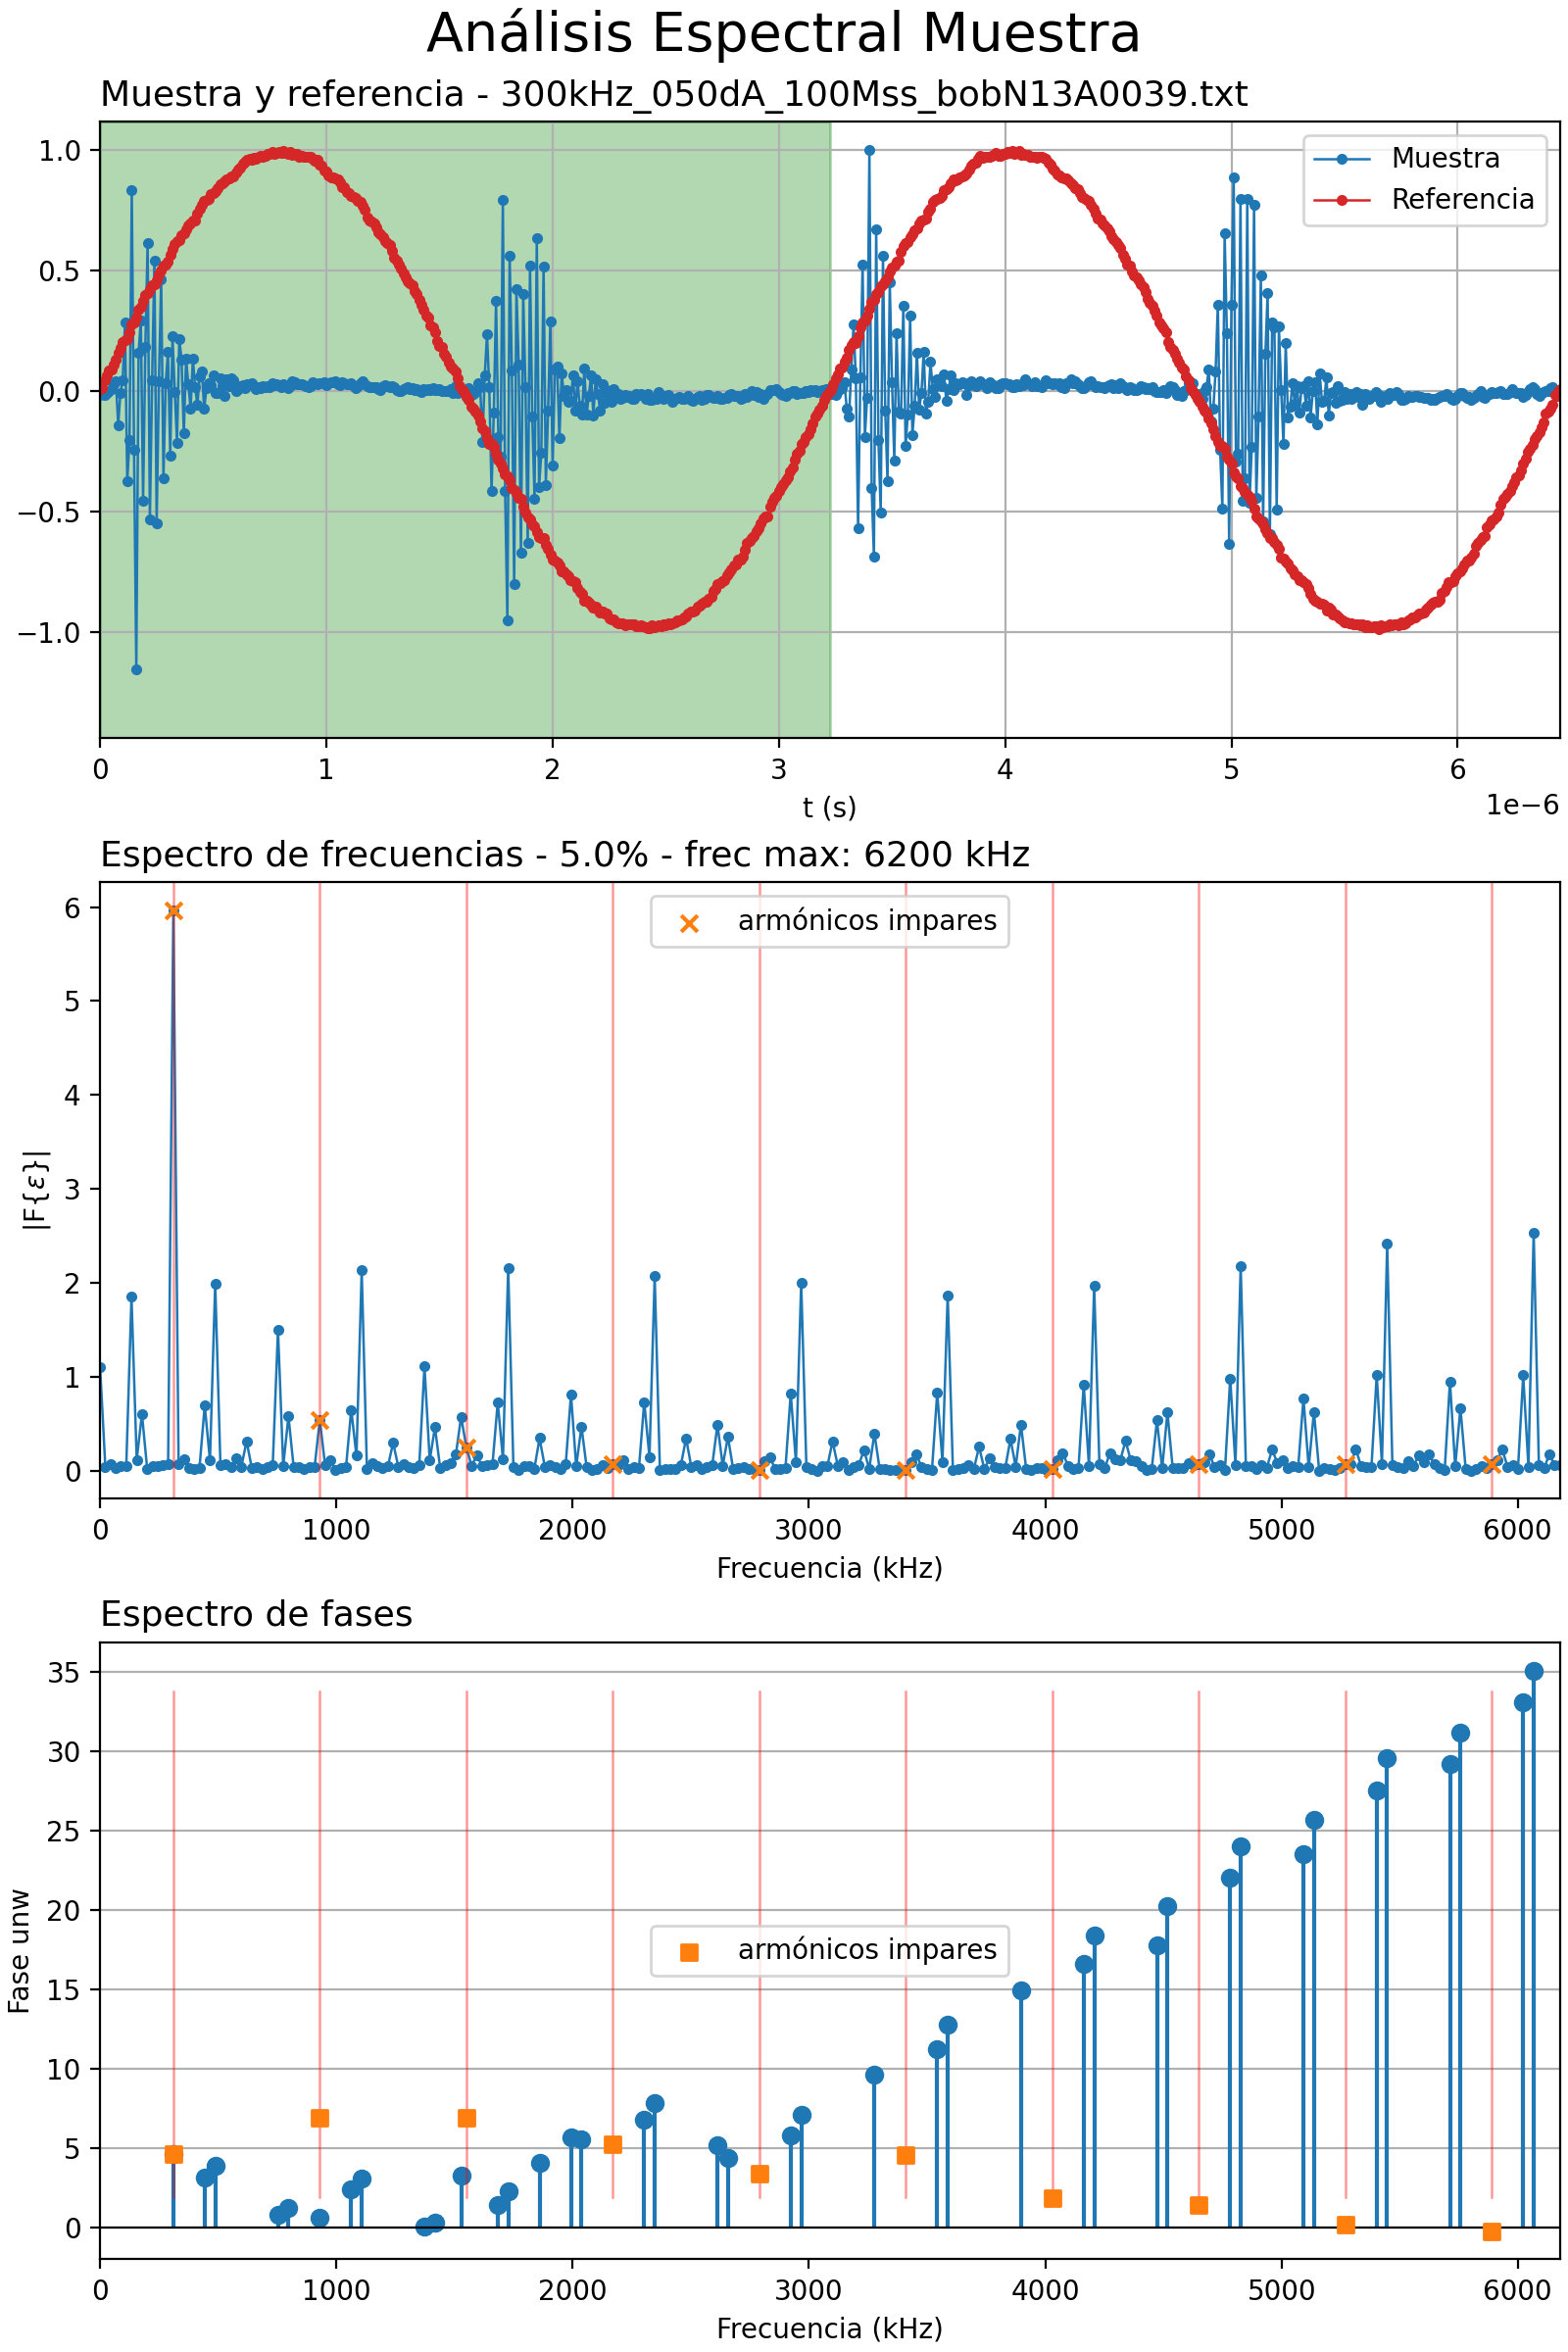 Análisis Espectral Muestra
Muestra y referencia - 300kHz_050dA_100Mss_bobN13A0039.txt
1.0
0.5
0.0
−0.5
−1.0
Muestra
Referencia
0 1 2 3 4 5 6
t (s)
1e−6
Espectro de frecuencias - 5.0% - frec max: 6200 kHz
6
5
4
3
2
1
0
|F{ε}|
armónicos impares
0 1000 2000 3000 4000 5000 6000
Frecuencia (kHz)
Espectro de fases
35
30
25
20
15
10
5
0
Fase unw
armónicos impares
0 1000 2000 3000 4000 5000 6000
Frecuencia (kHz)